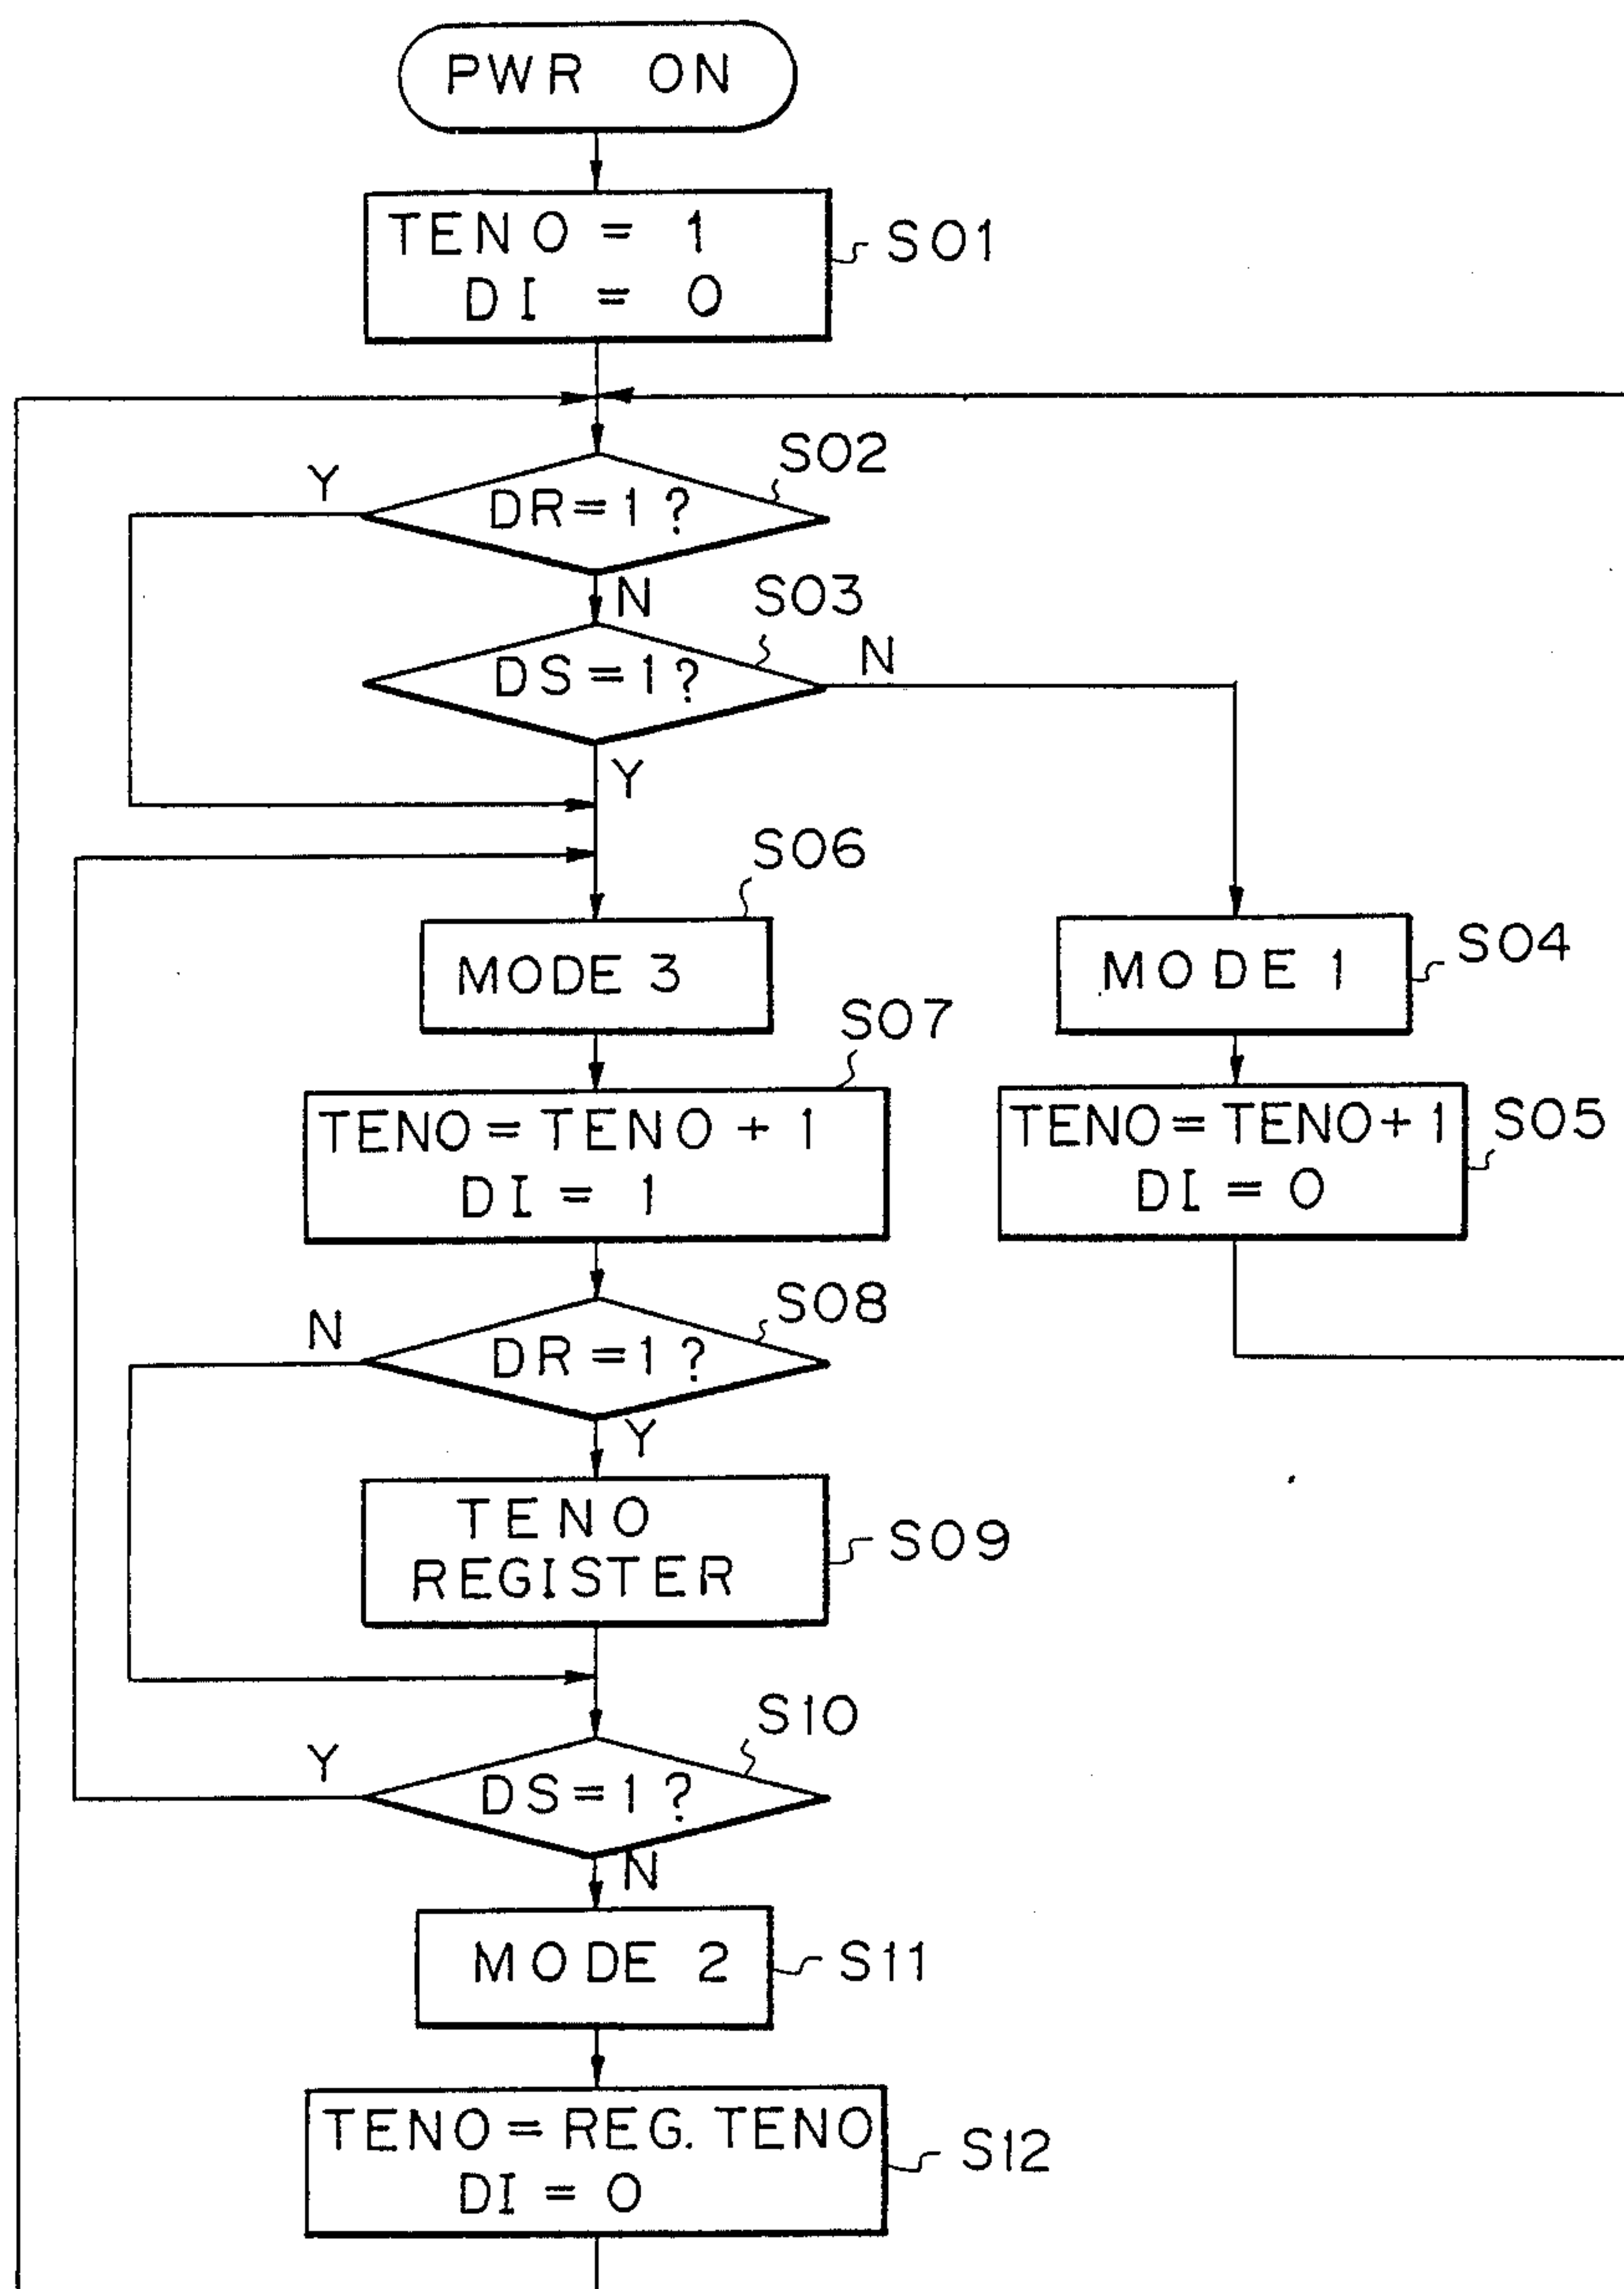 PWR ON
TENO = 1
DI = 0
S01
S02
Y
DR=1?
N
S03
DS=1?
N
Y
S06
MODE 3
MODE 1
S04
S07
TENO = TENO + 1
DI = 1
TENO = TENO+1
DI = 0
S05
S08
N
DR=1?
Y
TENO
REGISTER
S09
S10
Y
DS=1?
N
MODE 2
S11
TENO = REG. TENO
DI = 0
S12